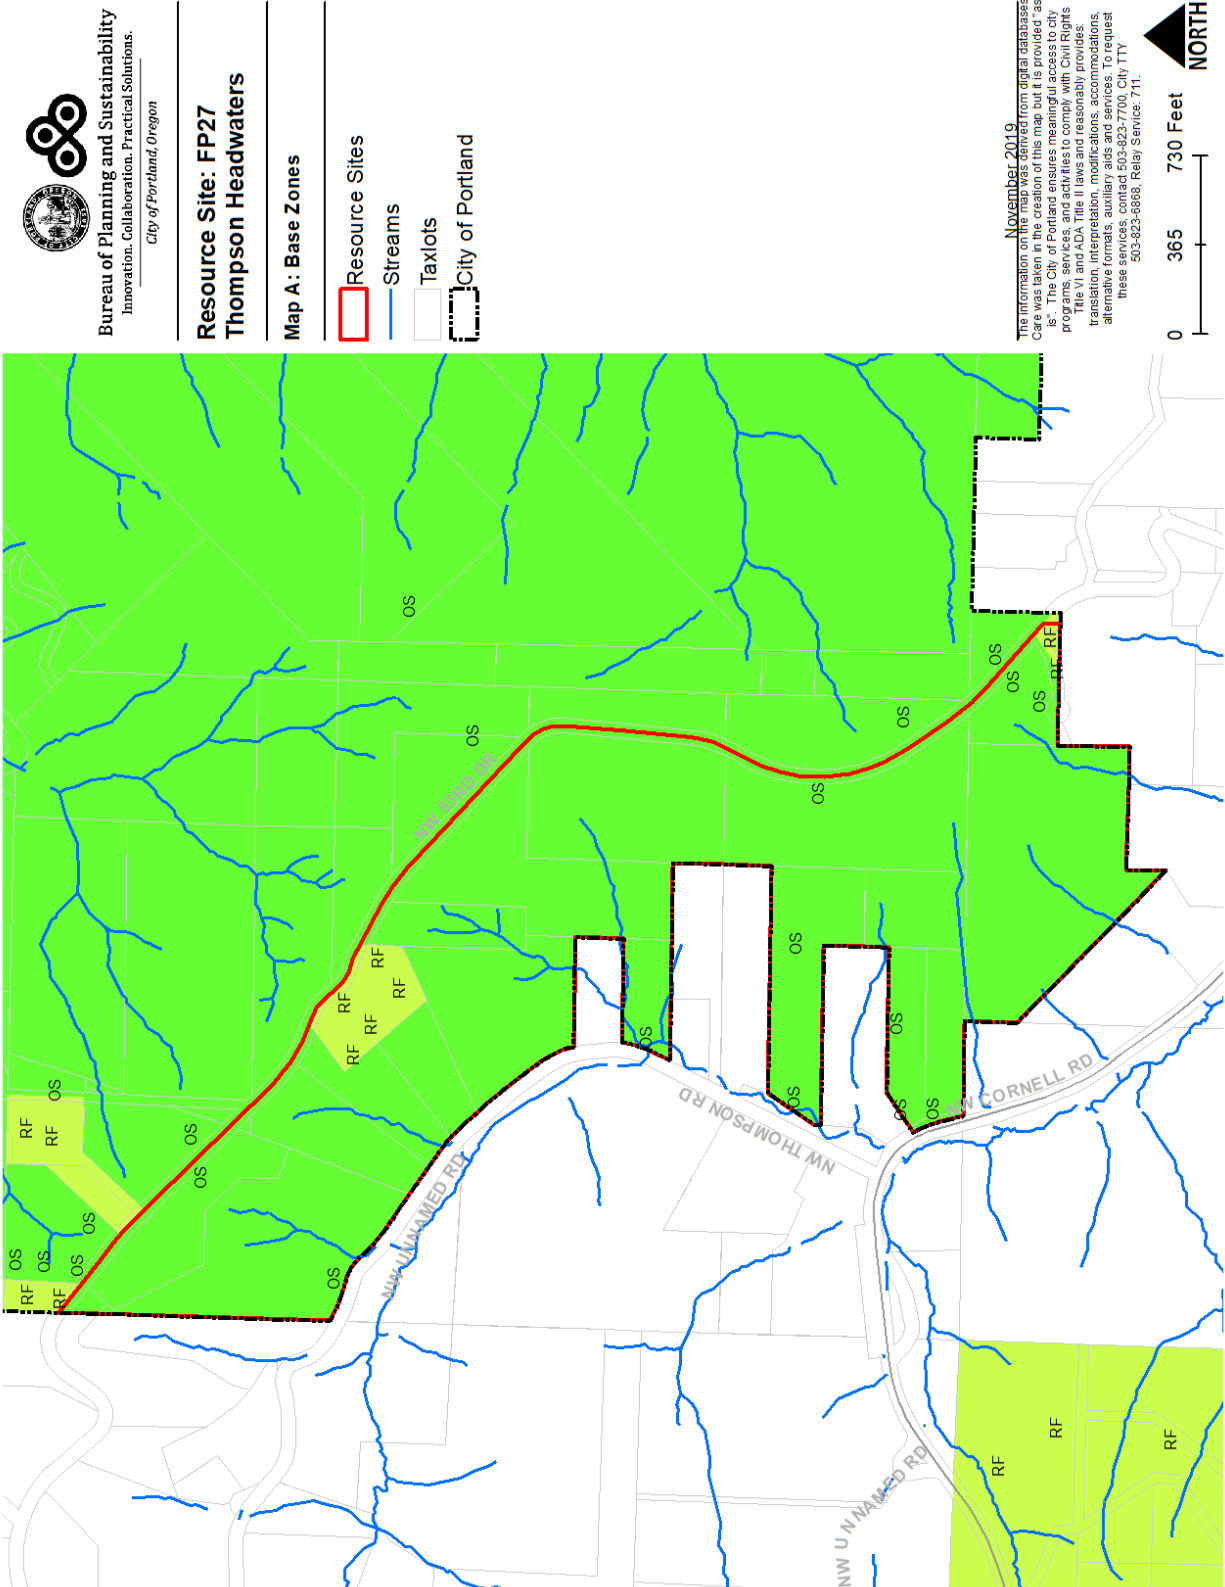 Bureau of Planning and Sustainability
Innovation. Collaboration. Practical Solutions.
City of Portland, Oregon
Resource Site: FP27
Thompson Headwaters
Map A: Base Zones
Resource Sites
Streams
Taxlots
City of Portland
November 2019
The information on the map was derived from digital databases
Care was taken in the creation of this map but it is provided "as
is". The City of Portland ensures meaningful access to city
programs, services, and activities to comply with Civil Rights
Title VI and ADA Title II laws and reasonably provides:
translation, interpretation, modifications, accommodations,
alternative formats, auxiliary aids and services. To request
these services, contact 503-823-7700, City TTY
503-823-6868, Relay Service: 711.
0 365 730 Feet
NORTH
OS
RF
RF
OS
RF
OS
RF
OS
OS
OS
OS
OS
RF
RF
RF
RF
RF
OS
NW UNNAMED RD
NW 53RD DR
OS
OS
NW THOMPSON RD
OS
OS
OS
NW UNNAMED RD
OS
OS
OS
OS
OS
RF
OS
NW CORNELL RD
OS
RF
RF
RF
RF